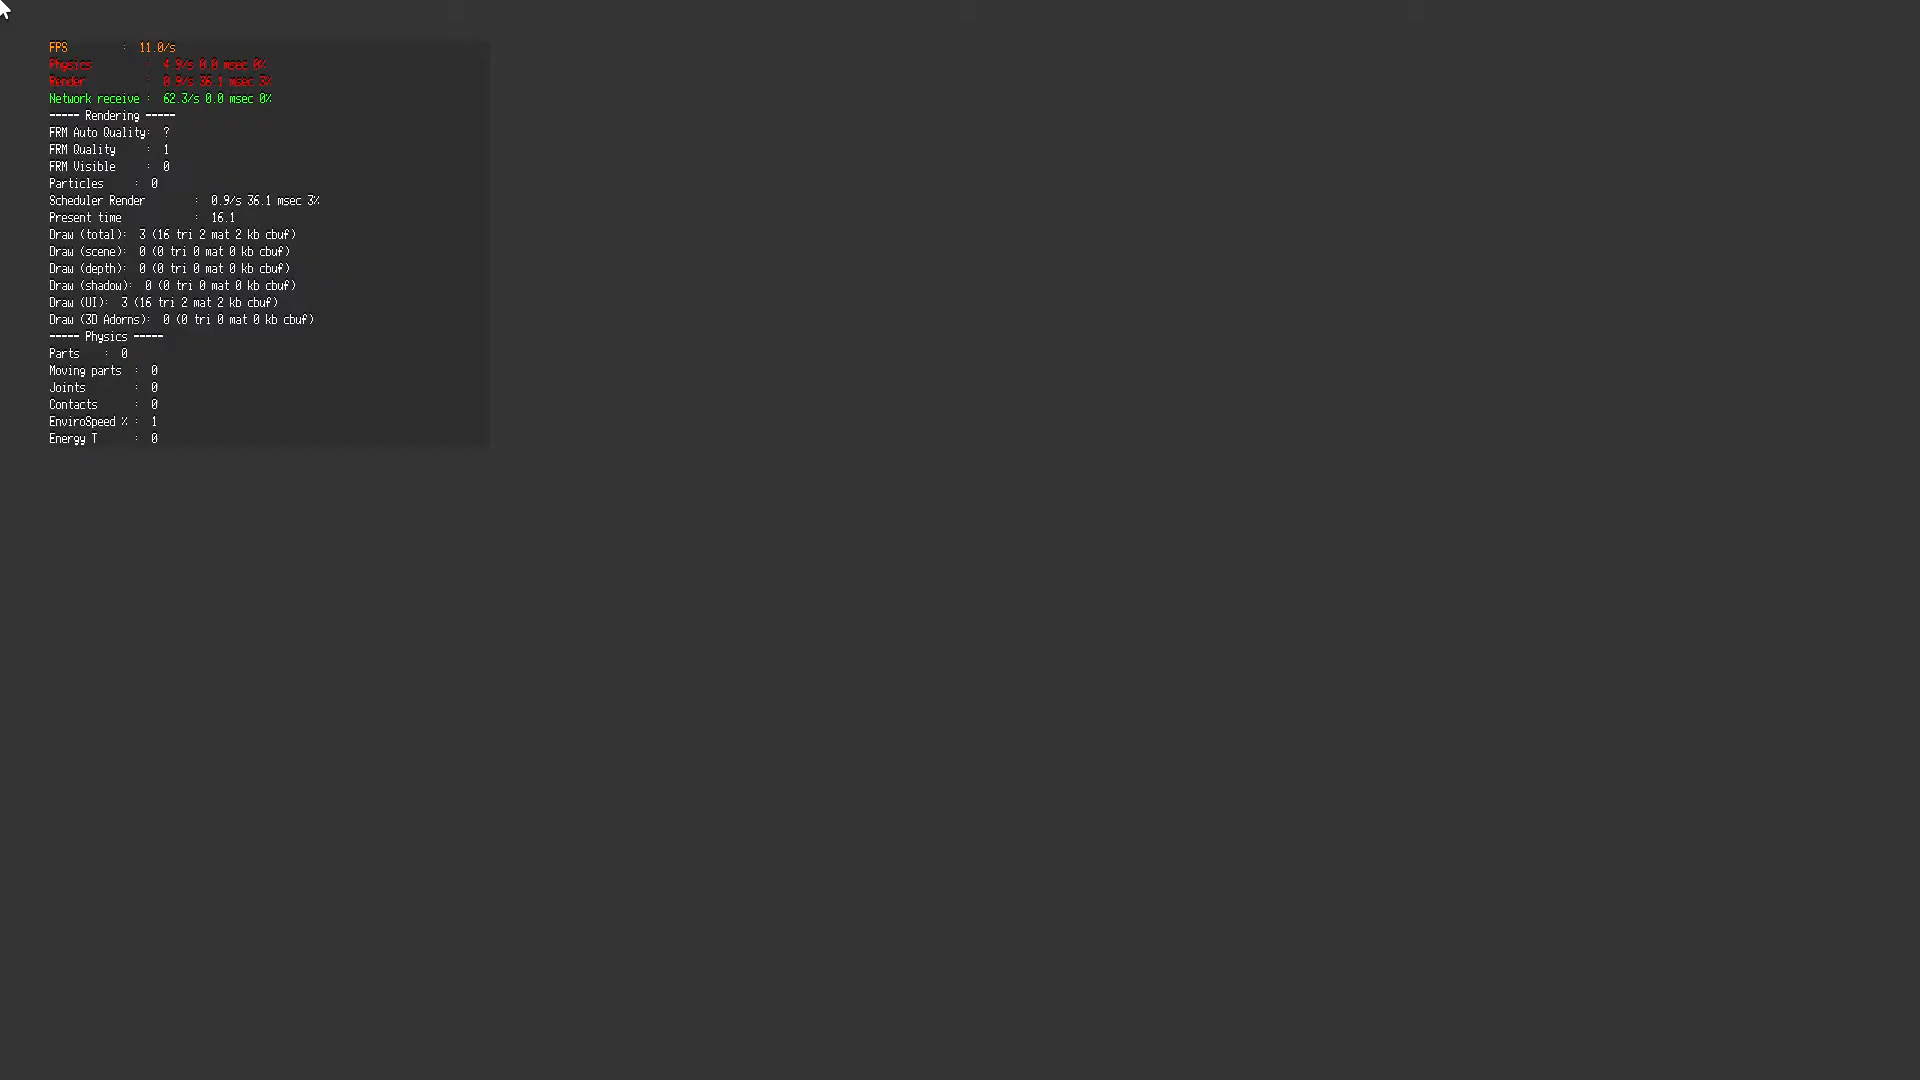 FPS : 11.0/s
Physics : 4.9/s 0.0 msec 0%
Render : 0.9/s 36.1 msec 3%
Network receive : 62.3/s 0.0 msec 0%
----- Rendering -----
FRM Auto Quality: ?
FRM Quality : 1
FRM Visible : 0
Particles : 0
Scheduler Render : 0.9/s 36.1 msec 3%
Present time : 16.1
Draw (total): 3 (16 tri 2 mat 2 kb cbuf)
Draw (scene): 0 (0 tri 0 mat 0 kb cbuf)
Draw (depth): 0 (0 tri 0 mat 0 kb cbuf)
Draw (shadow): 0 (0 tri 0 mat 0 kb cbuf)
Draw (UI): 3 (16 tri 2 mat 2 kb cbuf)
Draw (3D Adorns): 0 (0 tri 0 mat 0 kb cbuf)
----- Physics -----
Parts : 0
Moving parts : 0
Joints : 0
Contacts : 0
EnviroSpeed % : 1
Energy T : 0